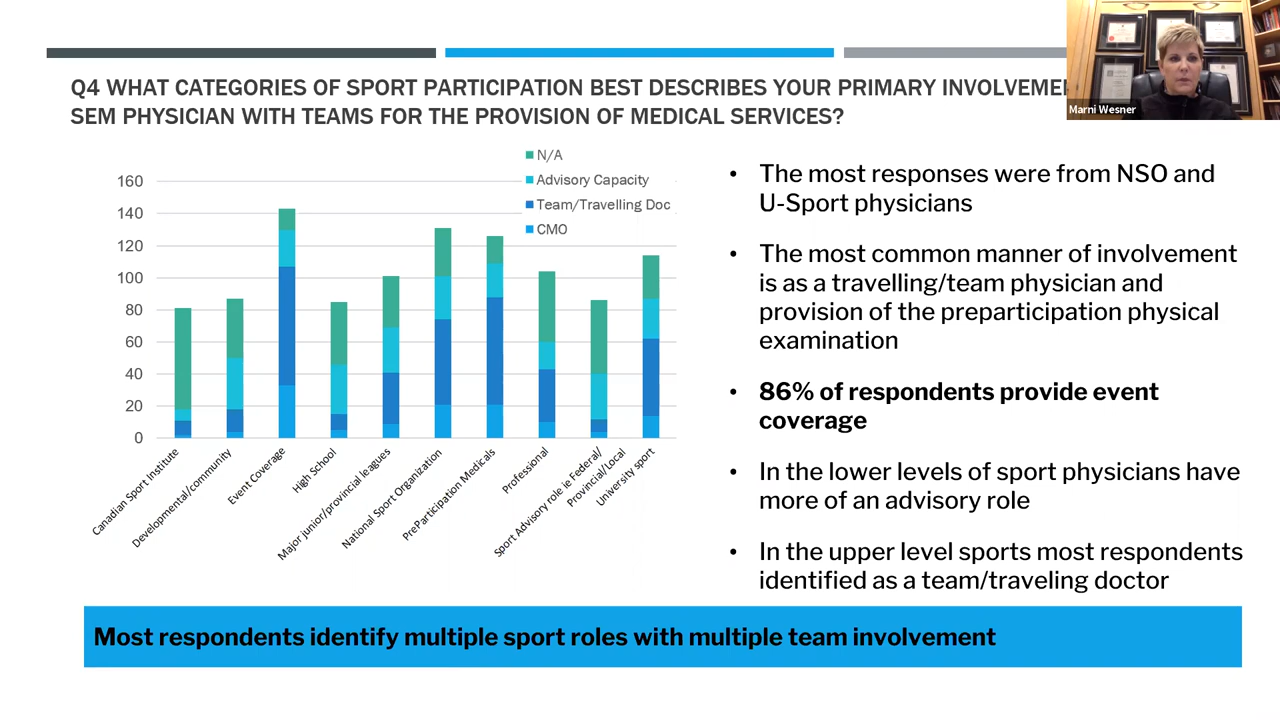 Q4 WHAT CATEGORIES OF SPORT PARTICIPATION BEST DESCRIBES YOUR PRIMARY
SEM PHYSICIAN WITH TEAMS FOR THE PROVISION OF MEDICAL SERVICES?
Marni Wesner
N/A
Advisory Capacity
Team/Travelling Doc
CMO
160
140
120
100
80
60
40
20
0
Canadian Sport Institute
Developmental/community
Event Coverage
High School
Major junior/provincial leagues
National Sport Organization
PreParticipation Medicals
Professional
Sport Advisory role ie Federal/
Provincial/Local
University sport
• The most responses were from NSO and
U-Sport physicians
• The most common manner of involvement
is as a travelling/team physician and
provision of the preparticipation physical
examination
• 86% of respondents provide event
coverage
• In the lower levels of sport physicians have
more of an advisory role
• In the upper level sports most respondents
identified as a team/traveling doctor
Most respondents identify multiple sport roles with multiple team involvement